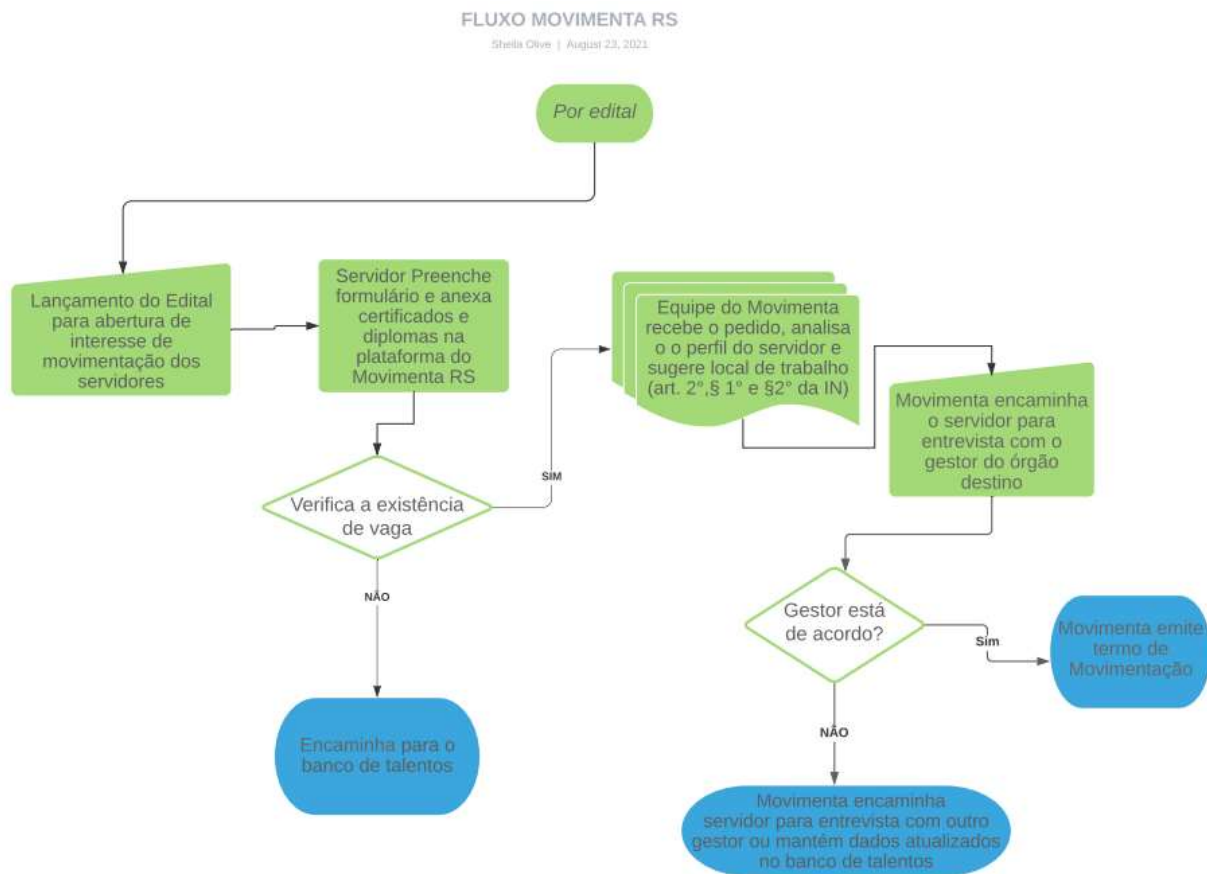 FLUXO MOVIMENTA RS
Sheila Olive | August 23, 2021
Por edital
Lançamento do Edital
para abertura de
interesse de
movimentação dos
servidores
Servidor Preenche
formulário e anexa
certificados e
diplomas na
plataforma do
Movimenta RS
Equipe do Movimenta
recebe o pedido, analisa
o o perfil do servidor e
sugere local de trabalho
(art. 2°,§ 1° e §2° da IN)
Movimenta encaminha
o servidor para
entrevista com o
gestor do órgão
destino
Verifica a existência
de vaga
SIM
NÃO
Encaminha para o
banco de talentos
Gestor está
de acordo?
Sim
Movimenta emite
termo de
Movimentação
NÃO
Movimenta encaminha
servidor para entrevista com outro
gestor ou mantém dados atualizados
no banco de talentos